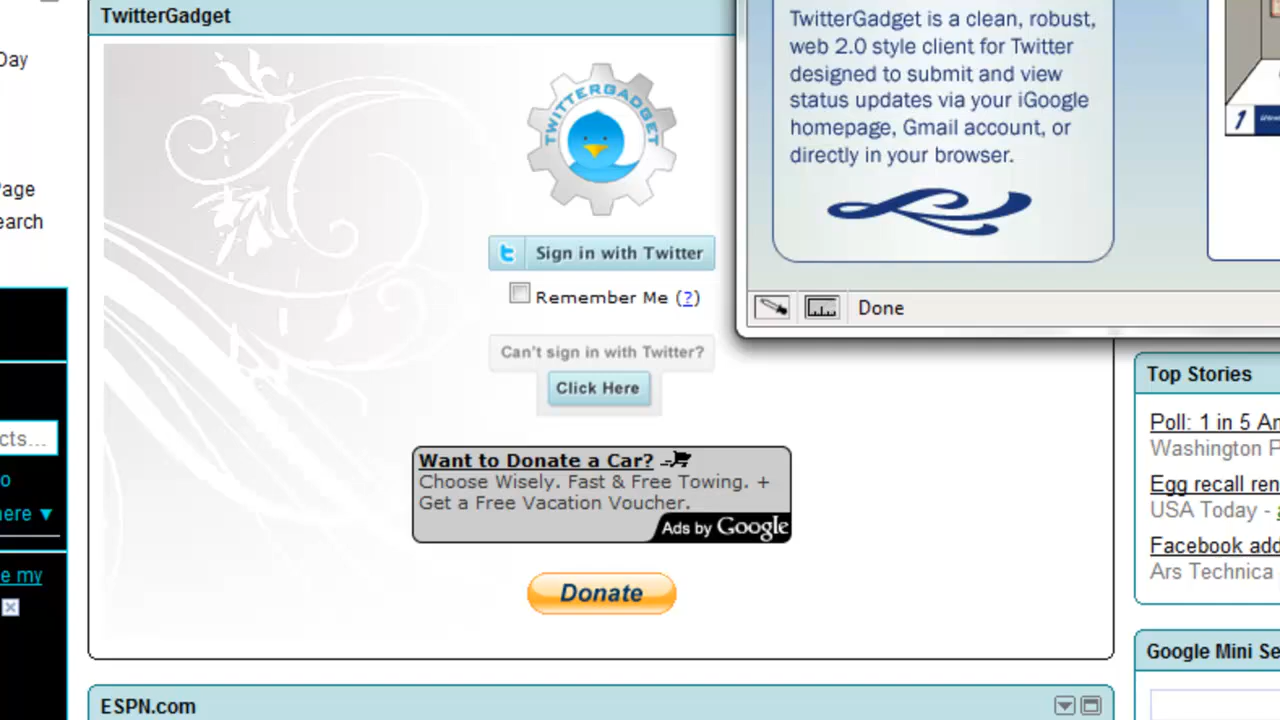 TwitterGadget
TWITTERGADGET
Sign in with Twitter
Remember Me (?)
Can't sign in with Twitter?
Click Here
Want to Donate a Car?
Choose Wisely. Fast & Free Towing. +
Get a Free Vacation Voucher.
Ads by Google
Donate
ESPN.com
TwitterGadget is a clean, robust,
web 2.0 style client for Twitter
designed to submit and view
status updates via your iGoogle
homepage, Gmail account, or
directly in your browser.
1
Done
Day
Page
earch
cts...
o
here ▼
e my
Top Stories
Poll: 1 in 5 Am
Washington P
Egg recall ren
USA Today -
Facebook add
Ars Technica
Google Mini Se